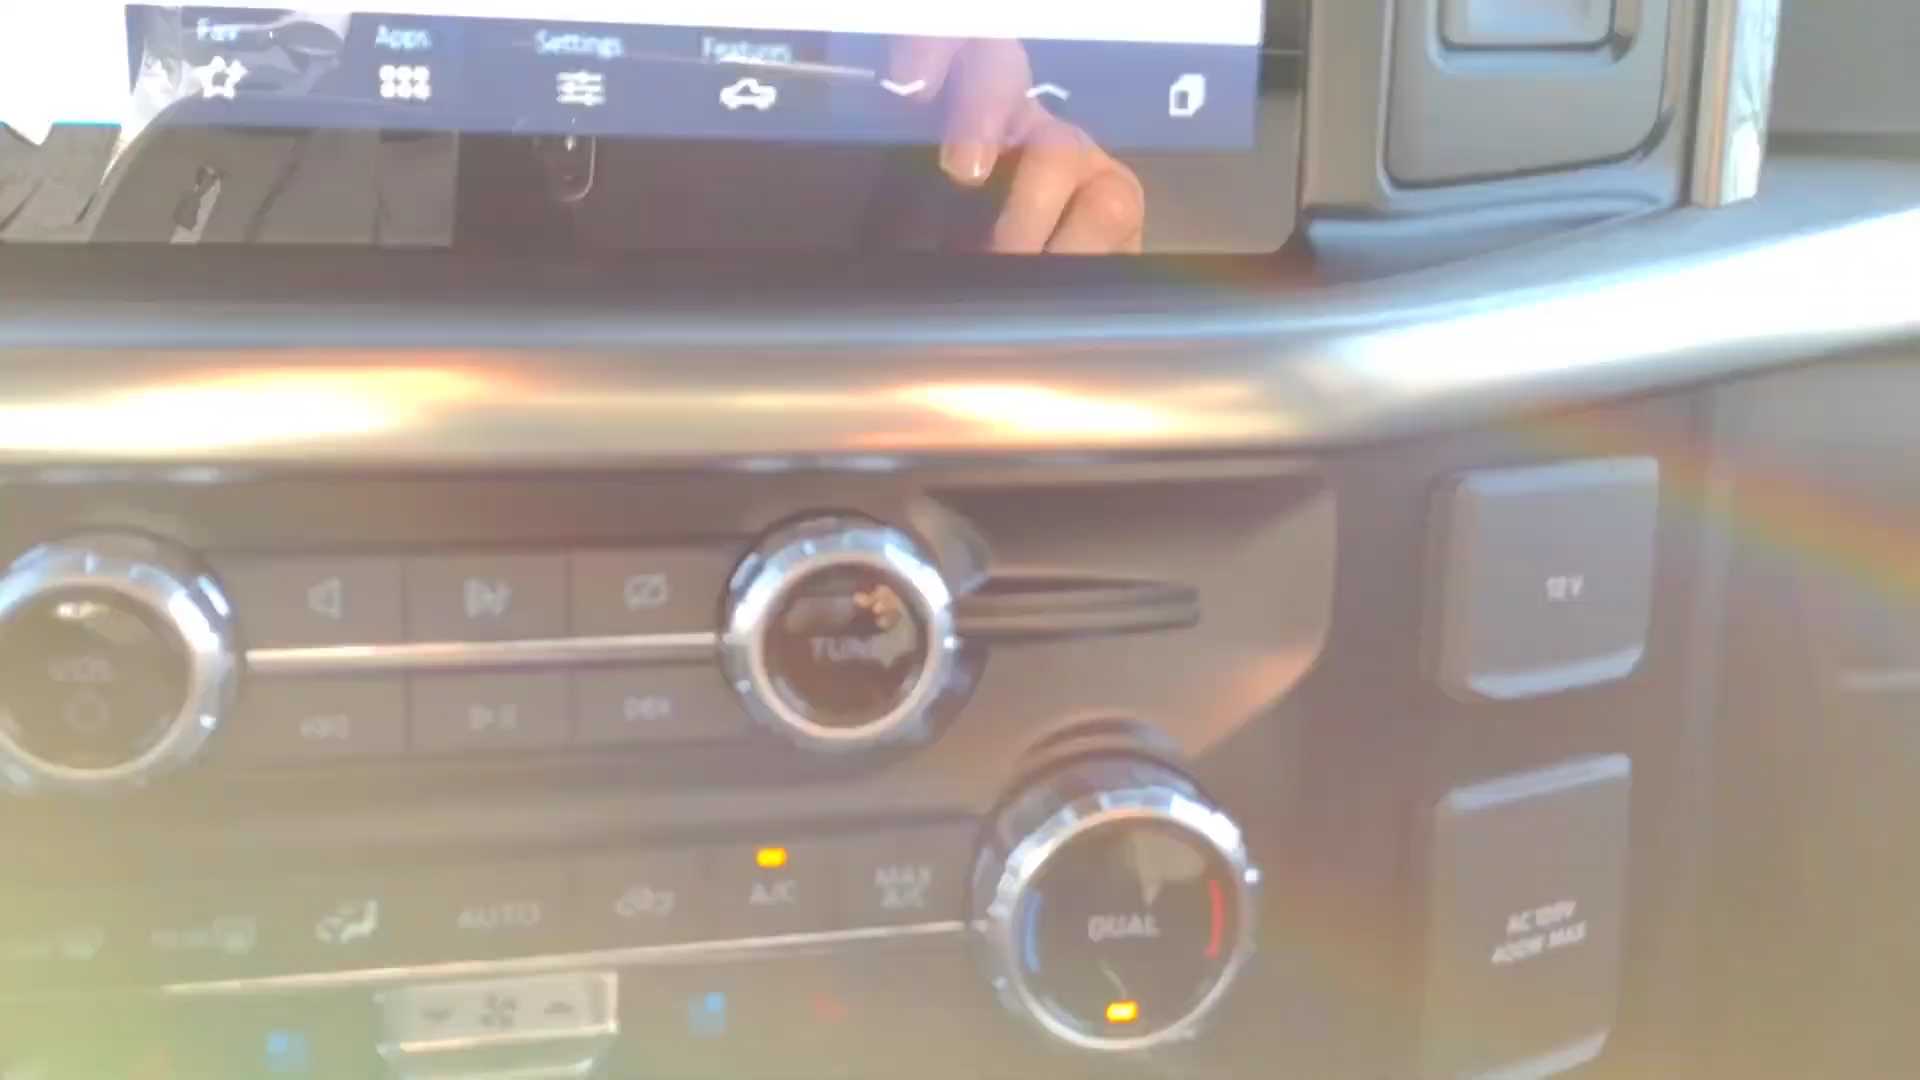 Fav Apps Settings Features
12V
VOL TUNE
AUTO A/C MAX A/C
DUAL
AC 120V
400W MAX